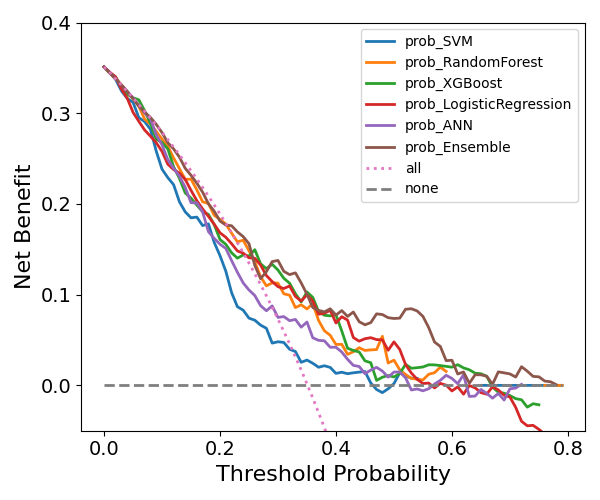 0.4
0.3
0.2
0.1
0.0
Net Benefit
prob_SVM
prob_RandomForest
prob_XGBoost
prob_LogisticRegression
prob_ANN
prob_Ensemble
all
none
0.0 0.2 0.4 0.6 0.8
Threshold Probability